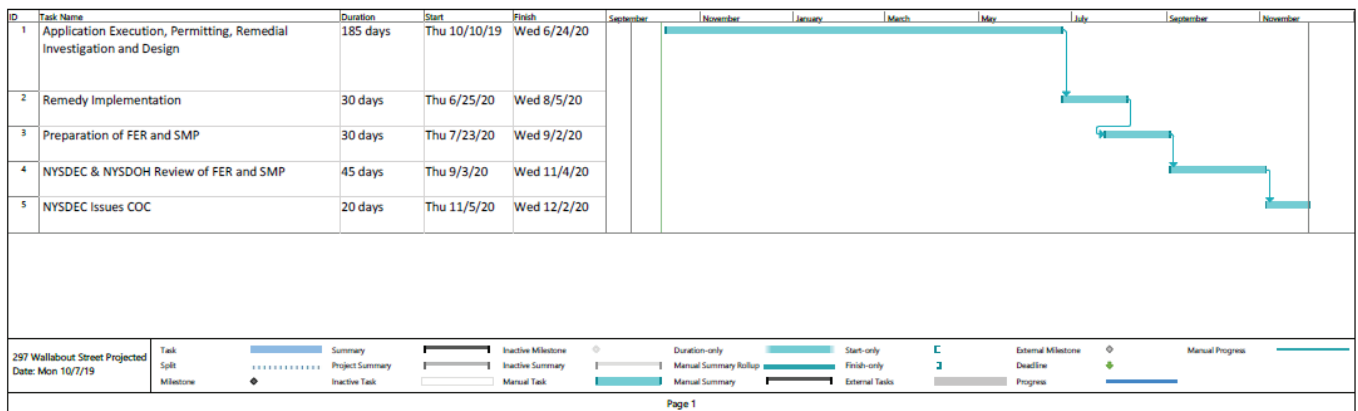 ID Task Name Duration Start Finish September November January March May July September November
1 Application Execution, Permitting, Remedial 185 days Thu 10/10/19 Wed 6/24/20
Investigation and Design
2 Remedy Implementation 30 days Thu 6/25/20 Wed 8/5/20
3 Preparation of FER and SMP 30 days Thu 7/23/20 Wed 9/2/20
4 NYSDEC & NYSDOH Review of FER and SMP 45 days Thu 9/3/20 Wed 11/4/20
5 NYSDEC Issues COC 20 days Thu 11/5/20 Wed 12/2/20
297 Wallabout Street Projected
Date: Mon 10/7/19
Task Summary Inactive Milestone Duration-only Start-only External Milestone Manual Progress
Split Project Summary Inactive Summary Manual Summary Rollup Finish-only Deadline
Milestone Inactive Task Manual Task Manual Summary External Tasks Progress
Page 1